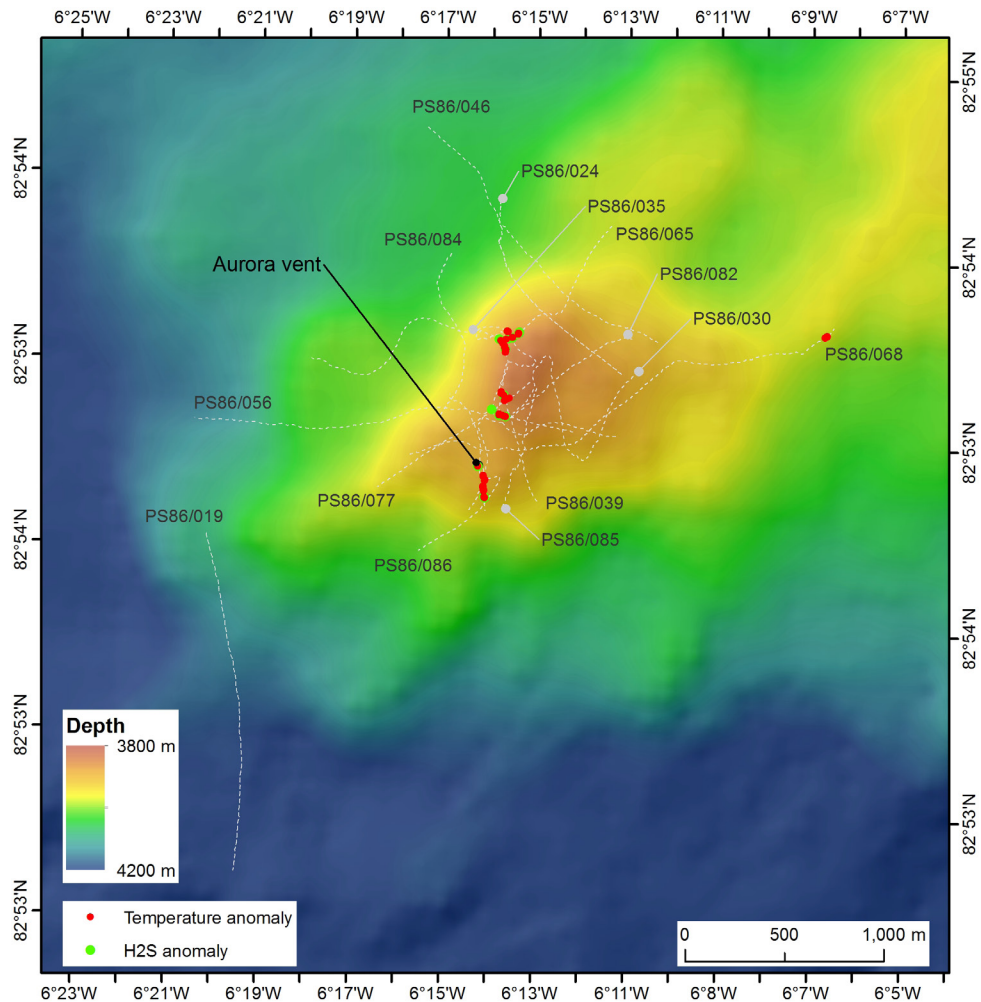 6°25'W 6°21'W 6°19'W 6°17'W 6°15'W 6°13'W 6°11'W 6°9'W 6°7'W
82°55'N
PS86/046
82°54'N
PS86/024
PS86/035
PS86/084
PS86/065
Aurora vent
82°54'N
PS86/082
PS86/030
82°53'N
PS86/068
PS86/056
82°53'N
PS86/077
PS86/039
PS86/019
82°54'N
PS86/085
PS86/086
82°54'N
82°53'N
Depth
3800 m
82°53'N
4200 m
82°53'N
Temperature anomaly
H2S anomaly
0 500 1,000 m
6°23'W 6°21'W 6°19'W 6°17'W 6°15'W 6°13'W 6°11'W 6°9'W 6°7'W 6°5'W